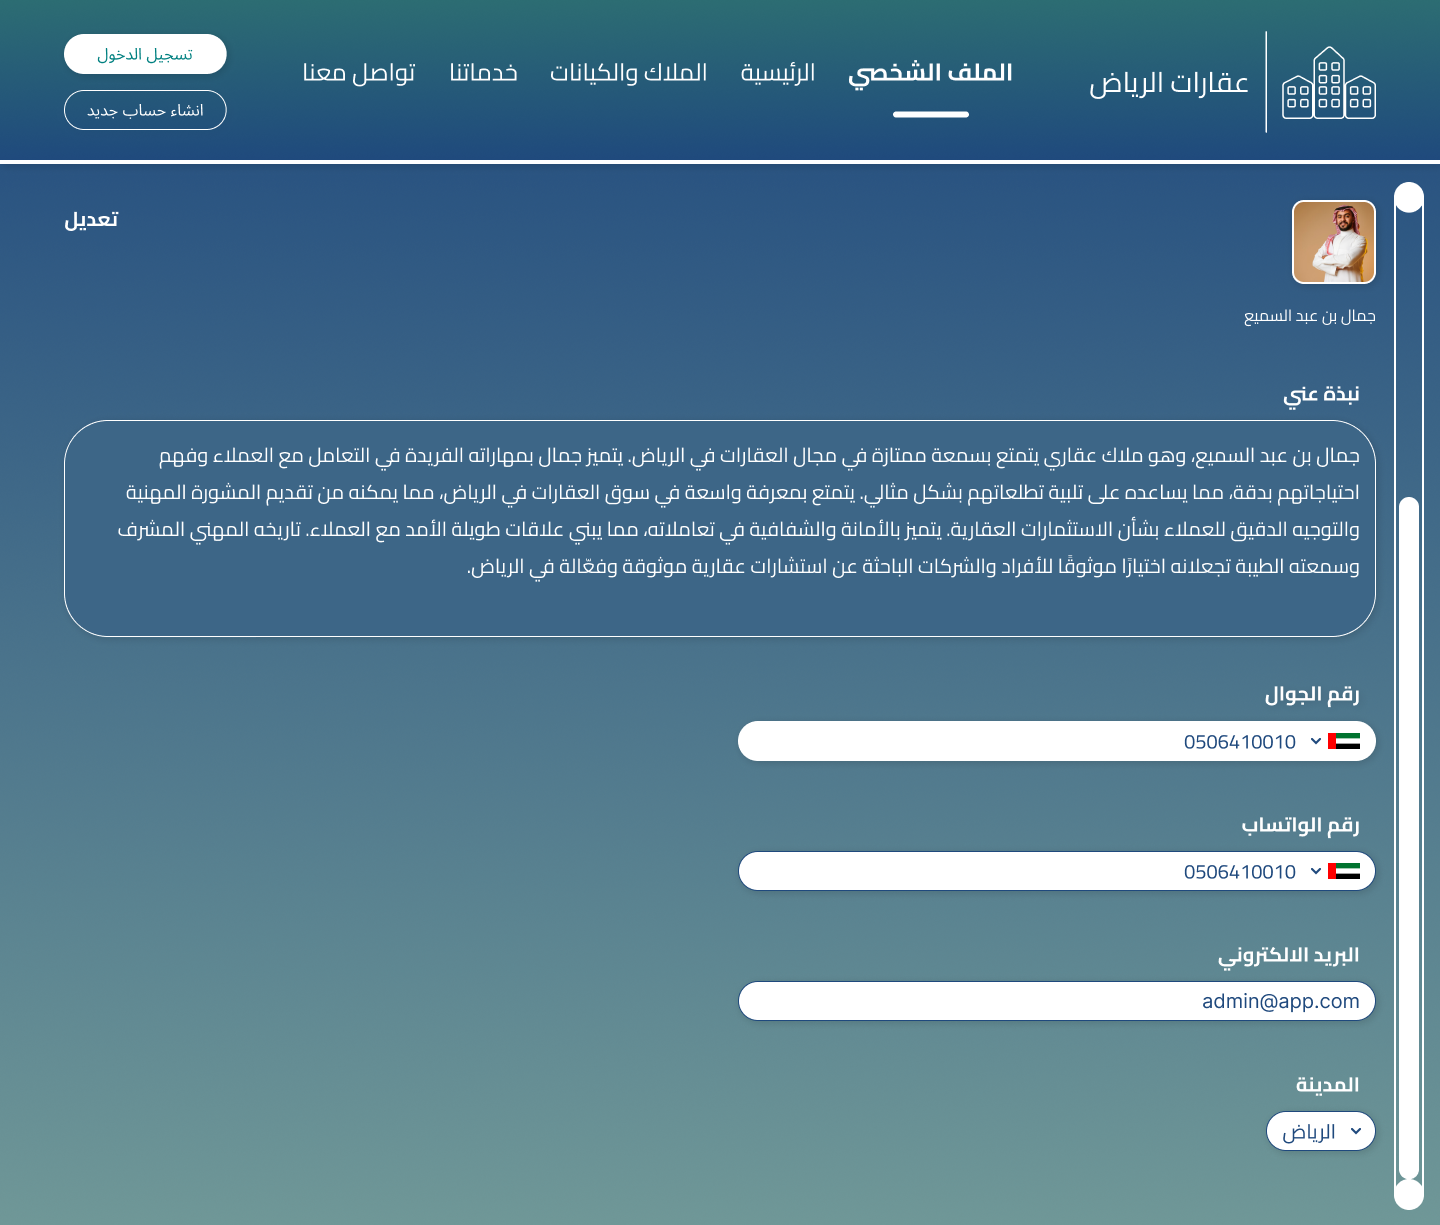 عقارات الرياض
الملف الشخصي
الرئيسية
الملاك والكيانات
خدماتنا
تواصل معنا
تسجيل الدخول
انشاء حساب جديد
تعديل
جمال بن عبد السميع
نبذة عني
جمال بن عبد السميع، وهو ملاك عقاري يتمتع بسمعة ممتازة في مجال العقارات في الرياض. يتميز جمال بمهاراته الفريدة في التعامل مع العملاء وفهم
احتياجاتهم بدقة، مما يساعده على تلبية تطلعاتهم بشكل مثالي. يتمتع بمعرفة واسعة في سوق العقارات في الرياض، مما يمكنه من تقديم المشورة المهنية
والتوجيه الدقيق للعملاء بشأن الاستثمارات العقارية. يتميز بالأمانة والشفافية في تعاملاته، مما يبني علاقات طويلة الأمد مع العملاء. تاريخه المهني المشرف
وسمعته الطيبة تجعلانه اختيارًا موثوقًا للأفراد والشركات الباحثة عن استشارات عقارية موثوقة وفعّالة في الرياض.
رقم الجوال
0506410010
رقم الواتساب
0506410010
البريد الالكتروني
admin@app.com
المدينة
الرياض